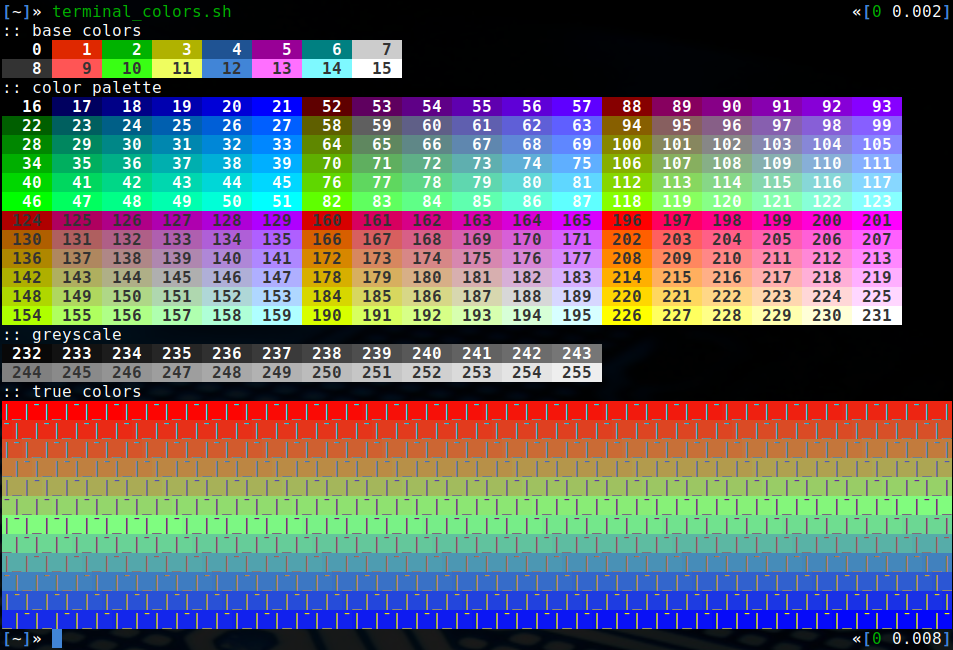 [~]» terminal_colors.sh «[0 0.002]
:: base colors
0 1 2 3 4 5 6 7
8 9 10 11 12 13 14 15
:: color palette
16 17 18 19 20 21 52 53 54 55 56 57 88 89 90 91 92 93
22 23 24 25 26 27 58 59 60 61 62 63 94 95 96 97 98 99
28 29 30 31 32 33 64 65 66 67 68 69 100 101 102 103 104 105
34 35 36 37 38 39 70 71 72 73 74 75 106 107 108 109 110 111
40 41 42 43 44 45 76 77 78 79 80 81 112 113 114 115 116 117
46 47 48 49 50 51 82 83 84 85 86 87 118 119 120 121 122 123
124 125 126 127 128 129 160 161 162 163 164 165 196 197 198 199 200 201
130 131 132 133 134 135 166 167 168 169 170 171 202 203 204 205 206 207
136 137 138 139 140 141 172 173 174 175 176 177 208 209 210 211 212 213
142 143 144 145 146 147 178 179 180 181 182 183 214 215 216 217 218 219
148 149 150 151 152 153 184 185 186 187 188 189 220 221 222 223 224 225
154 155 156 157 158 159 190 191 192 193 194 195 226 227 228 229 230 231
:: greyscale
232 233 234 235 236 237 238 239 240 241 242 243
244 245 246 247 248 249 250 251 252 253 254 255
:: true colors
[~]» «[0 0.008]